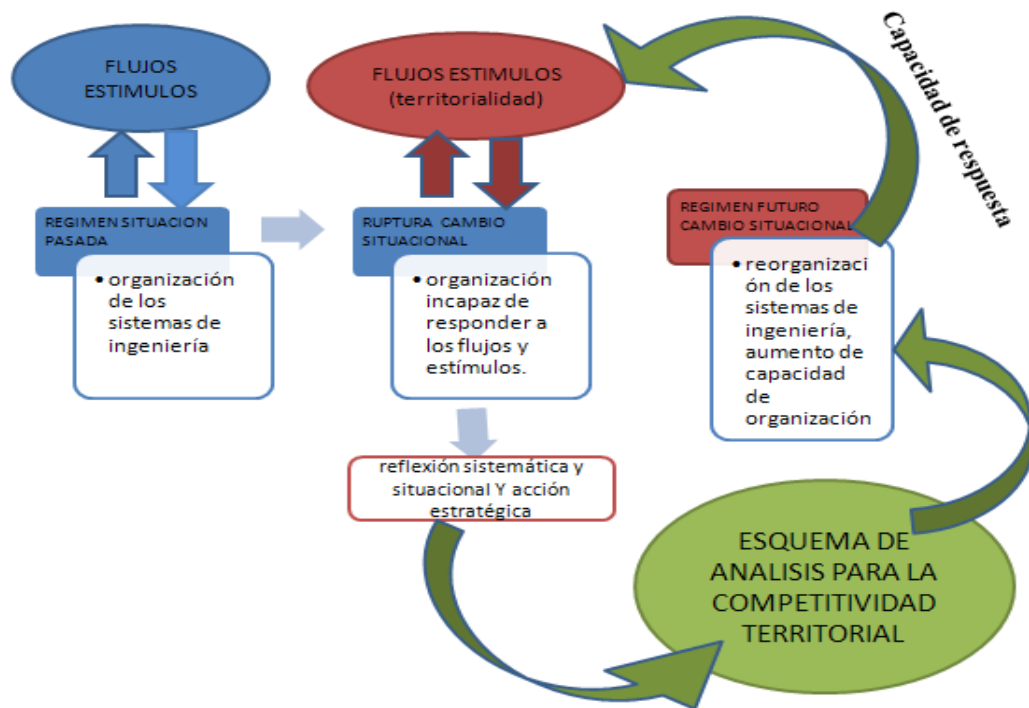 FLUJOS
ESTIMULOS
FLUJOS ESTIMULOS
(territorialidad)
Capacidad de respuesta
REGIMEN SITUACION
PASADA
• organización
de los
sistemas de
ingeniería
RUPTURA CAMBIO
SITUACIONAL
• organización
incapaz de
responder a
los flujos y
estímulos.
REGIMEN FUTURO
CAMBIO SITUACIONAL
• reorganizaci
ón de los
sistemas de
ingeniería,
aumento de
capacidad
de
organización
reflexión sistemática y
situacional Y acción
estratégica
ESQUEMA DE
ANALISIS PARA LA
COMPETITIVIDAD
TERRITORIAL